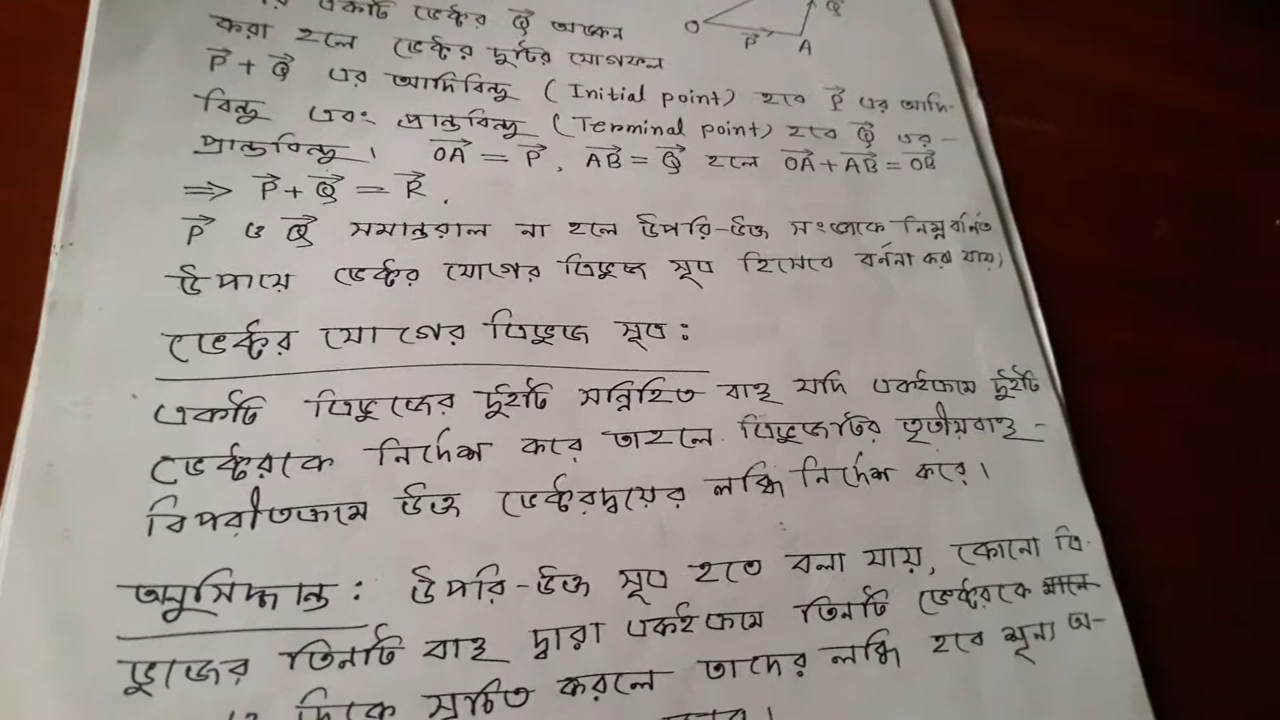 একটি ভেক্টর Q⃗ অঙ্কন
O P⃗ A Q⃗
করা হলে ভেক্টর দুটির যোগফল
P⃗ + Q⃗ এর আদিবিন্দু (Initial point) হবে P⃗ এর আদি-
বিন্দু এবং প্রান্তবিন্দু (Terminal point) হবে Q⃗ এর-
প্রান্তবিন্দু। OA⃗ = P⃗, AB⃗ = Q⃗ হলে OA⃗ + AB⃗ = OB⃗
⇒ P⃗ + Q⃗ = R⃗.
P⃗ ও Q⃗ সমান্তরাল না হলে উপরি-উক্ত সংজ্ঞাকে নিম্নবর্নিত
উপায়ে ভেক্টর যোগের ত্রিভুজ সূত্র হিসেবে বর্ননা করা যায়।
ভেক্টর যোগের ত্রিভুজ সূত্র:
একটি ত্রিভুজের দুইটি সন্নিহিত বাহু যদি একইক্রমে দুইটি
ভেক্টরকে নির্দেশ করে তাহলে ত্রিভুজটির তৃতীয়বাহু-
বিপরীতক্রমে উক্ত ভেক্টরদ্বয়ের লব্ধি নির্দেশ করে।
অনুসিদ্ধান্ত: উপরি-উক্ত সূত্র হতে বলা যায়, কোনো ত্রি-
ভুজের তিনটি বাহু দ্বারা একইক্রমে তিনটি ভেক্টরকে মানে
ও দিকে সূচিত করলে তাদের লব্ধি হবে শূন্য অ-